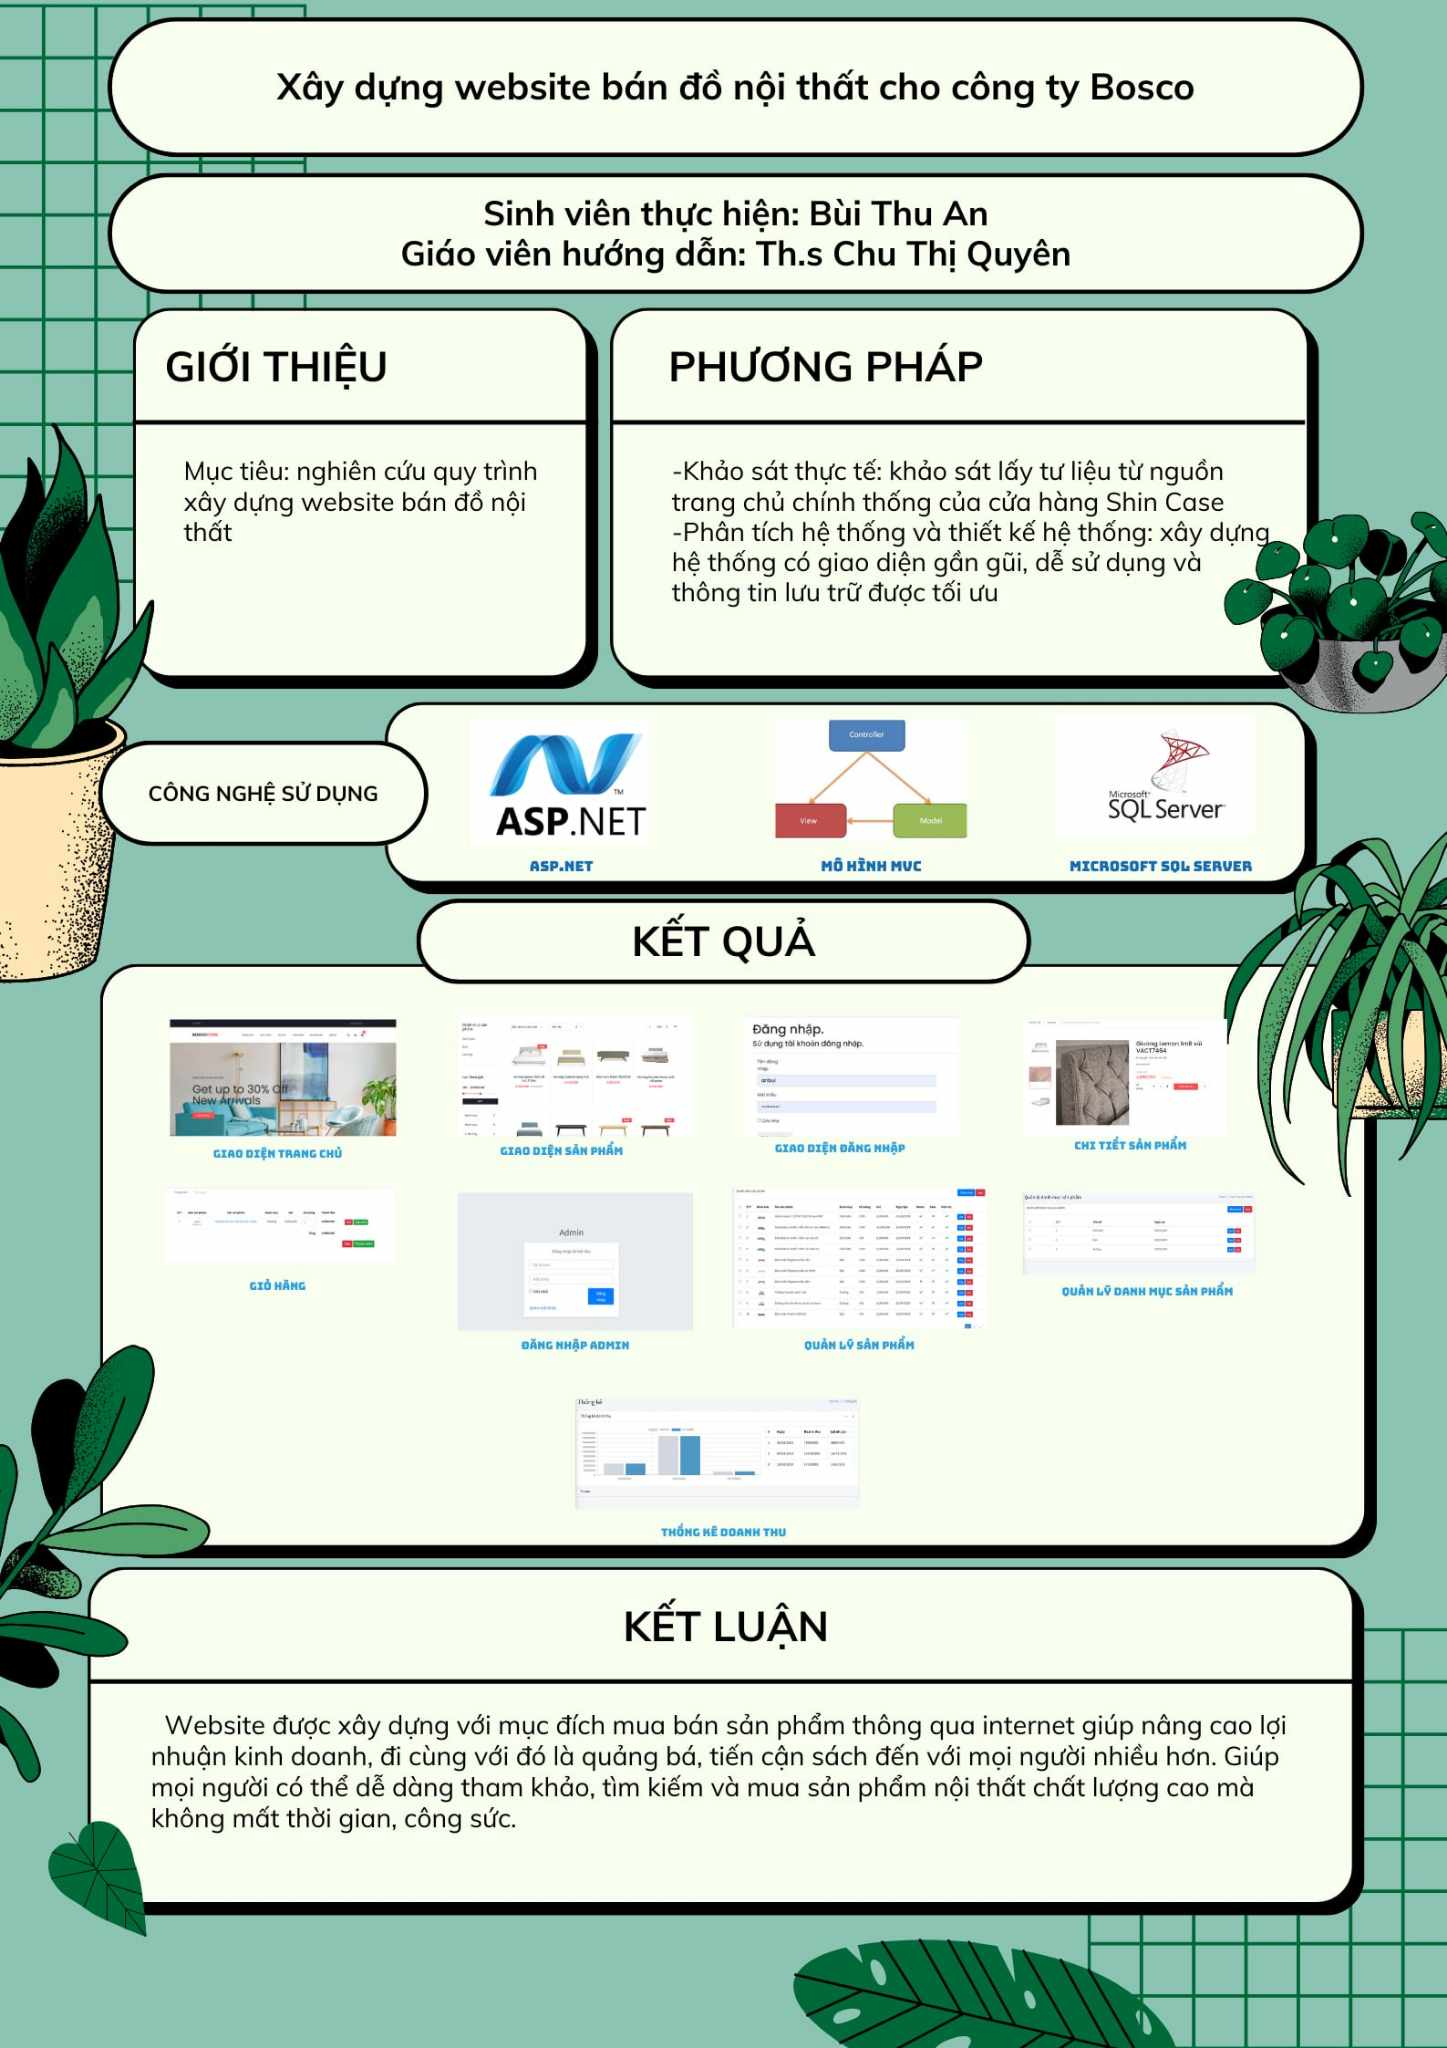 Xây dựng website bán đồ nội thất cho công ty Bosco
Sinh viên thực hiện: Bùi Thu An
Giáo viên hướng dẫn: Th.s Chu Thị Quyên
GIỚI THIỆU
Mục tiêu: nghiên cứu quy trình
xây dựng website bán đồ nội
thất
PHƯƠNG PHÁP
-Khảo sát thực tế: khảo sát lấy tư liệu từ nguồn
trang chủ chính thống của cửa hàng Shin Case
-Phân tích hệ thống và thiết kế hệ thống: xây dựng
hệ thống có giao diện gần gũi, dễ sử dụng và
thông tin lưu trữ được tối ưu
CÔNG NGHỆ SỬ DỤNG
ASP.NET
TM
ASP.NET
Controller
View
Model
MÔ HÌNH MVC
Microsoft
SQL Server
MICROSOFT SQL SERVER
KẾT QUẢ
Get up to 30% Off
New Arrivals
GIAO DIỆN TRANG CHỦ
GIAO DIỆN SẢN PHẨM
Đăng nhập.
Sử dụng tài khoản đăng nhập.
GIAO DIỆN ĐĂNG NHẬP
VACT7464
CHI TIẾT SẢN PHẨM
GIỎ HÀNG
Admin
ĐĂNG NHẬP ADMIN
QUẢN LÝ SẢN PHẨM
QUẢN LÝ DANH MỤC SẢN PHẨM
Thống kê
THỐNG KÊ DOANH THU
KẾT LUẬN
Website được xây dựng với mục đích mua bán sản phẩm thông qua internet giúp nâng cao lợi
nhuận kinh doanh, đi cùng với đó là quảng bá, tiến cận sách đến với mọi người nhiều hơn. Giúp
mọi người có thể dễ dàng tham khảo, tìm kiếm và mua sản phẩm nội thất chất lượng cao mà
không mất thời gian, công sức.